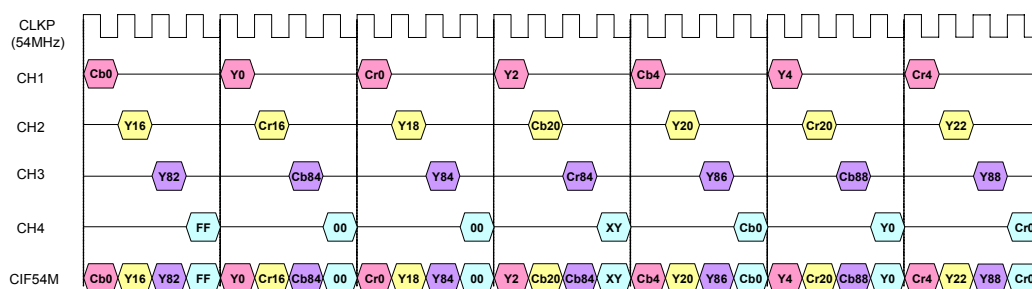 CLKP
(54MHz)
CH1 Cb0 Y0 Cr0 Y2 Cb4 Y4 Cr4
CH2 Y16 Cr16 Y18 Cb20 Y20 Cr20 Y22
CH3 Y82 Cb84 Y84 Cr84 Y86 Cb88 Y88
CH4 FF 00 00 XY Cb0 Y0 Cr0
CIF54M Cb0 Y16 Y82 FF Y0 Cr16 Cb84 00 Cr0 Y18 Y84 00 Y2 Cb20 Cb84 XY Cb4 Y20 Y86 Cb0 Y4 Cr20 Cb88 Y0 Cr4 Y22 Y88 Cr0